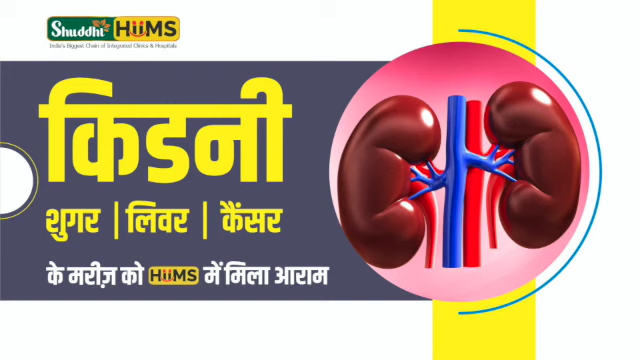 Shuddhi HiiMS
India's Biggest Chain of Integrated Clinics & Hospitals
किडनी
शुगर | लिवर | कैंसर
के मरीज़ को HiiMS में मिला आराम